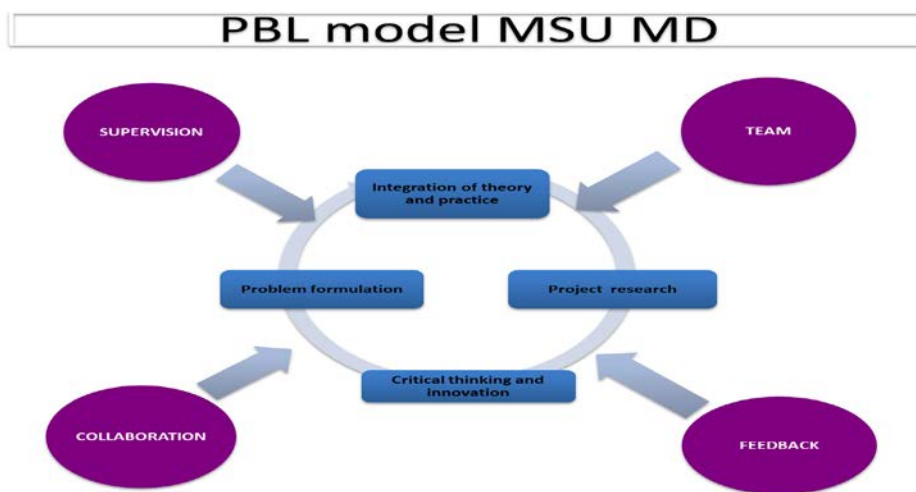 PBL model MSU MD
SUPERVISION
TEAM
Integration of theory
and practice
Problem formulation
Project research
Critical thinking and
innovation
COLLABORATION
FEEDBACK